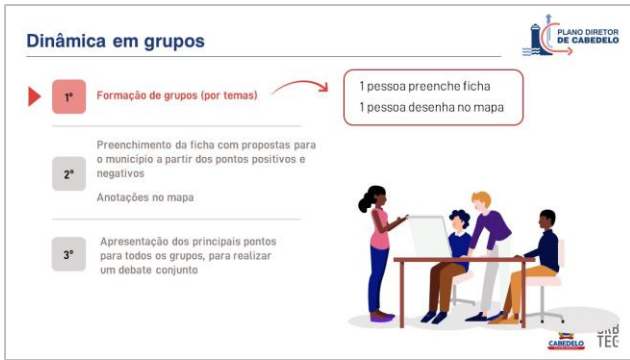 Dinâmica em grupos
PLANO DIRETOR
DE CABEDELO
1º
Formação de grupos (por temas)
1 pessoa preenche ficha
1 pessoa desenha no mapa
2º
Preenchimento da ficha com propostas para
o município a partir dos pontos positivos e
negativos
Anotações no mapa
3º
Apresentação dos principais pontos
para todos os grupos, para realizar
um debate conjunto
CABEDELO
TEC